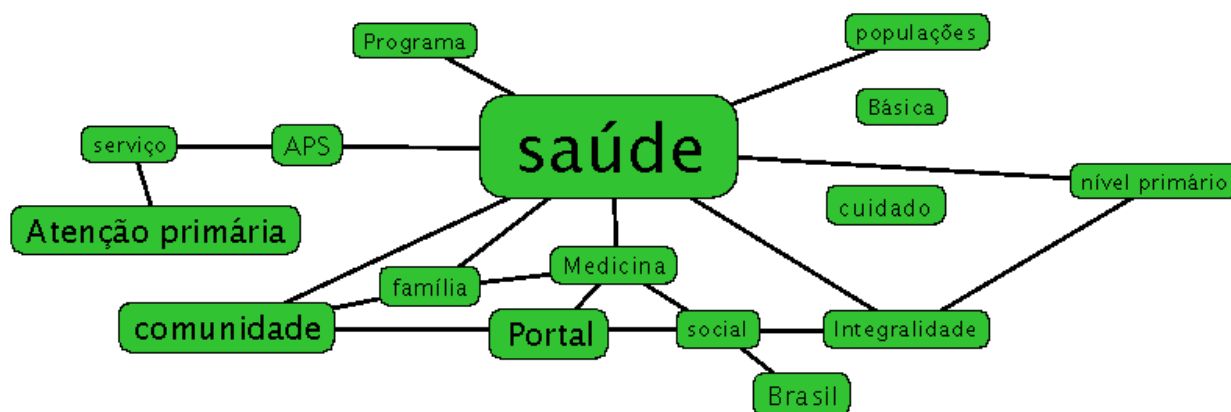 populações
Programa
Básica
saúde
serviço
APS
nível primário
cuidado
Atenção primária
Medicina
família
comunidade
Portal
social
Integralidade
Brasil